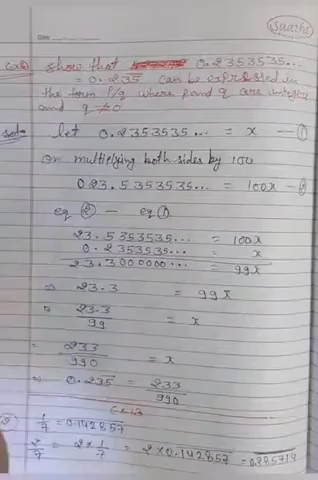 Saathi
Date
Show that 0.2353535...
= 0.235 can be expressed in
the form P/q where p and q are integers
and q ≠ 0
Let 0.2353535... = x — ①
On multiplying both sides by 100
023.5353535... = 100x — ②
eq ② — eq ①
23.5353535... = 100x
0.2353535... = x
23.3000000... = 99x
⇒ 23.3 = 99x
⇒ 23.3/99 = x
= 233/990 = x
⇒ 0.235 = 233/990
1/7 = 0.142857
2/7 = 2 × 1/7 = 2 × 0.142857 = 0.285714